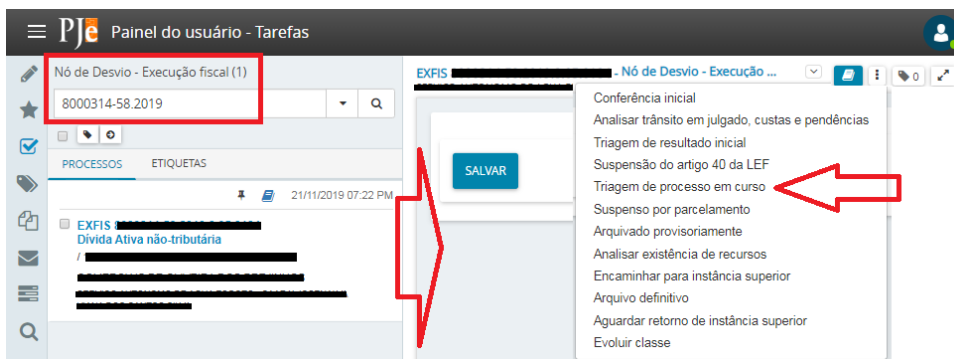 PJe Painel do usuário - Tarefas
Nó de Desvio - Execução fiscal (1)
8000314-58.2019
PROCESSOS ETIQUETAS
21/11/2019 07:22 PM
EXFIS
Dívida Ativa não-tributária
/
EXFIS - Nó de Desvio - Execução ...
0
SALVAR
Conferência inicial
Analisar trânsito em julgado, custas e pendências
Triagem de resultado inicial
Suspensão do artigo 40 da LEF
Triagem de processo em curso
Suspenso por parcelamento
Arquivado provisoriamente
Analisar existência de recursos
Encaminhar para instância superior
Arquivo definitivo
Aguardar retorno de instância superior
Evoluir classe